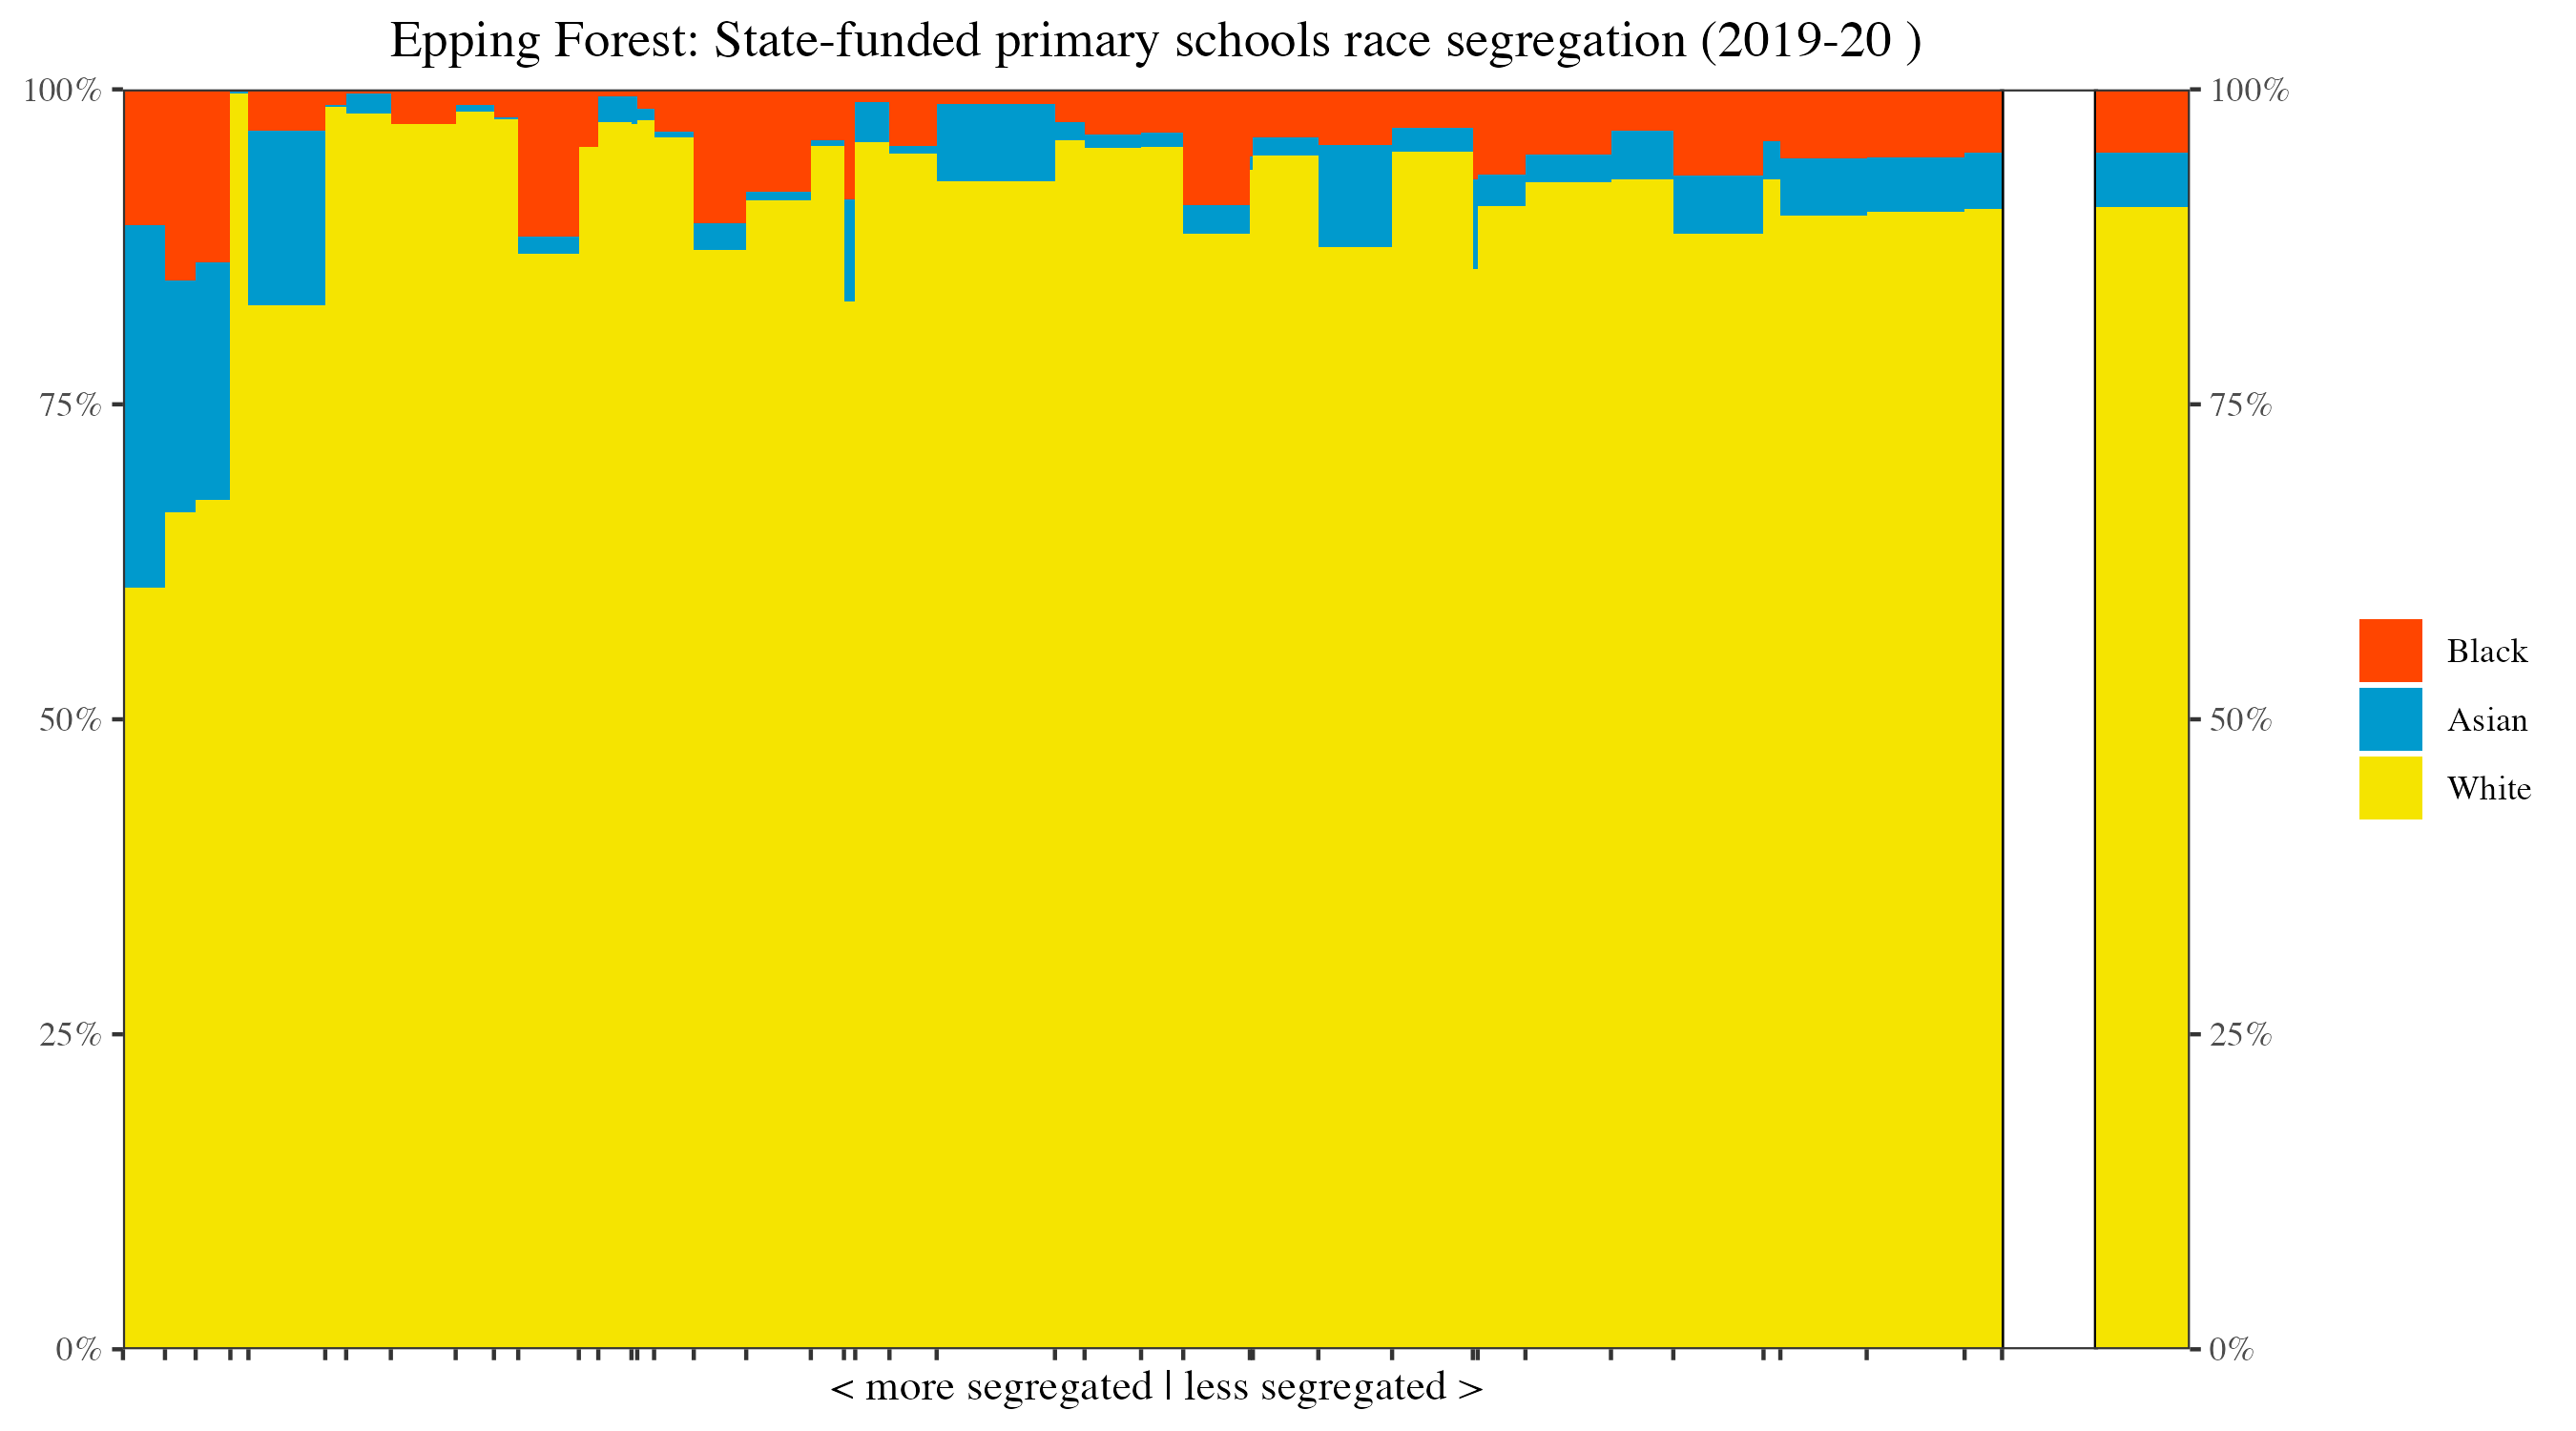 Epping Forest: State-funded primary schools race segregation (2019-20 )
100%
75%
50%
25%
0%
100%
75%
50%
25%
0%
Black
Asian
White
< more segregated | less segregated >